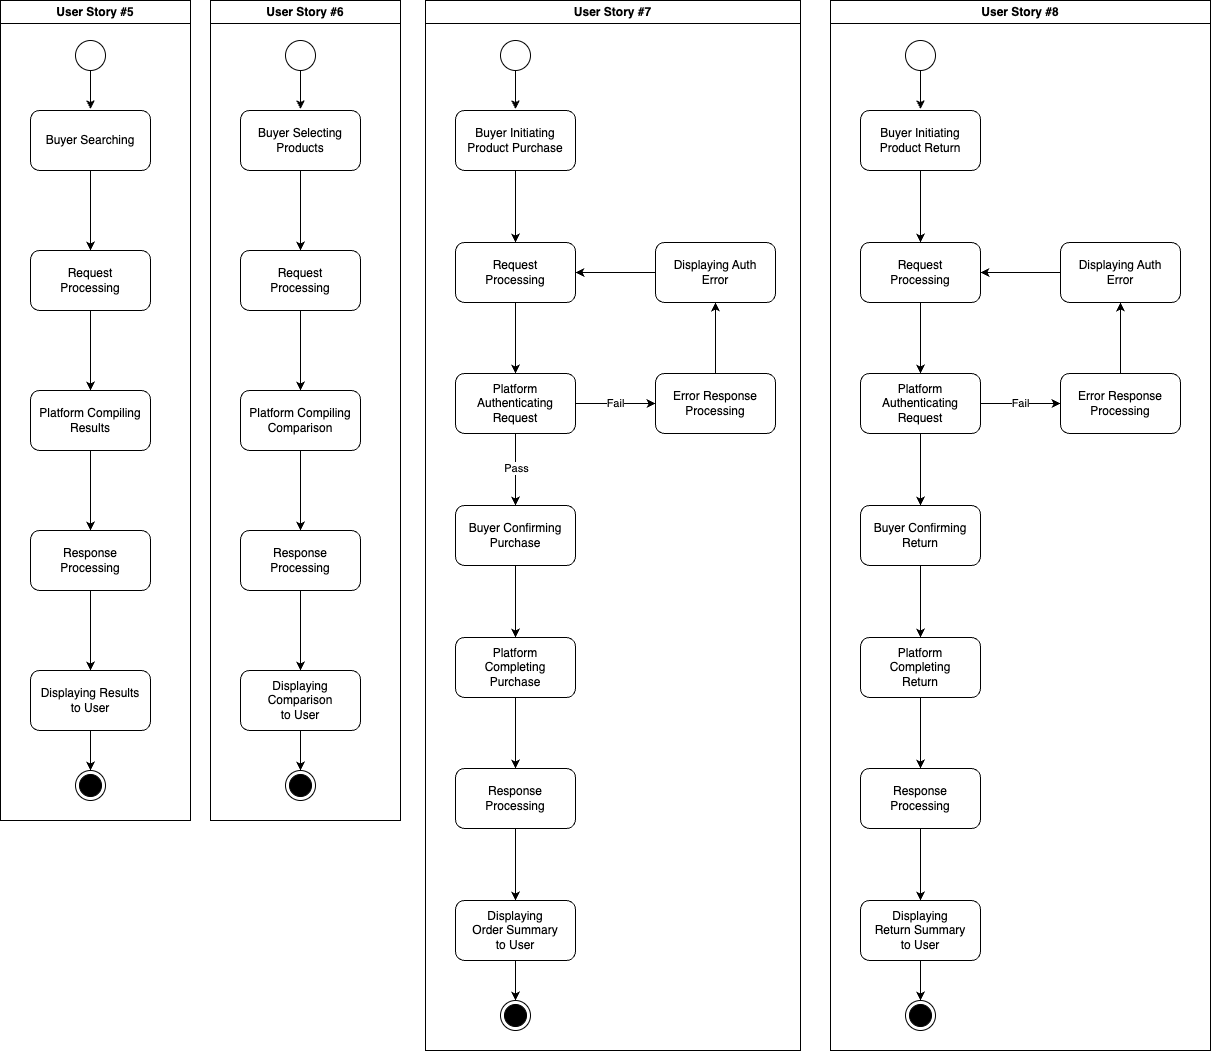 User Story #5
Buyer Searching
Request
Processing
Platform Compiling
Results
Response
Processing
Displaying Results
to User
User Story #6
Buyer Selecting
Products
Request
Processing
Platform Compiling
Comparison
Response
Processing
Displaying
Comparison
to User
User Story #7
Buyer Initiating
Product Purchase
Request
Processing
Displaying Auth
Error
Platform
Authenticating
Request
Fail
Error Response
Processing
Pass
Buyer Confirming
Purchase
Platform
Completing
Purchase
Response
Processing
Displaying
Order Summary
to User
User Story #8
Buyer Initiating
Product Return
Request
Processing
Displaying Auth
Error
Platform
Authenticating
Request
Fail
Error Response
Processing
Buyer Confirming
Return
Platform
Completing
Return
Response
Processing
Displaying
Return Summary
to User